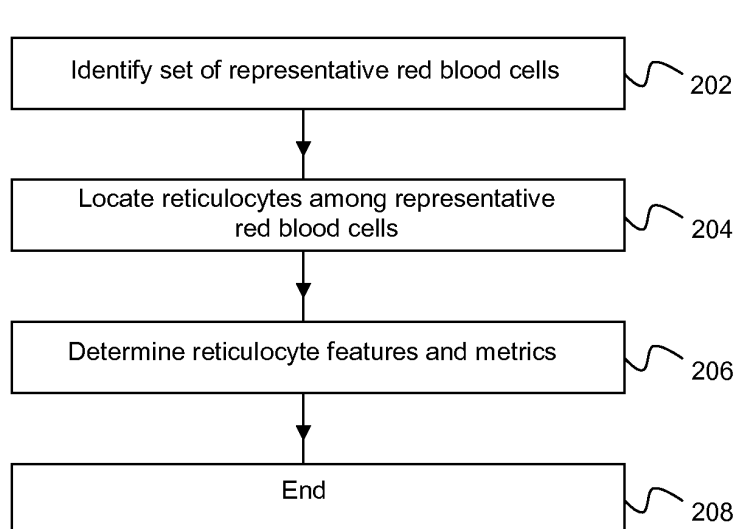 Identify set of representative red blood cells
202
Locate reticulocytes among representative
red blood cells
204
Determine reticulocyte features and metrics
206
End
208